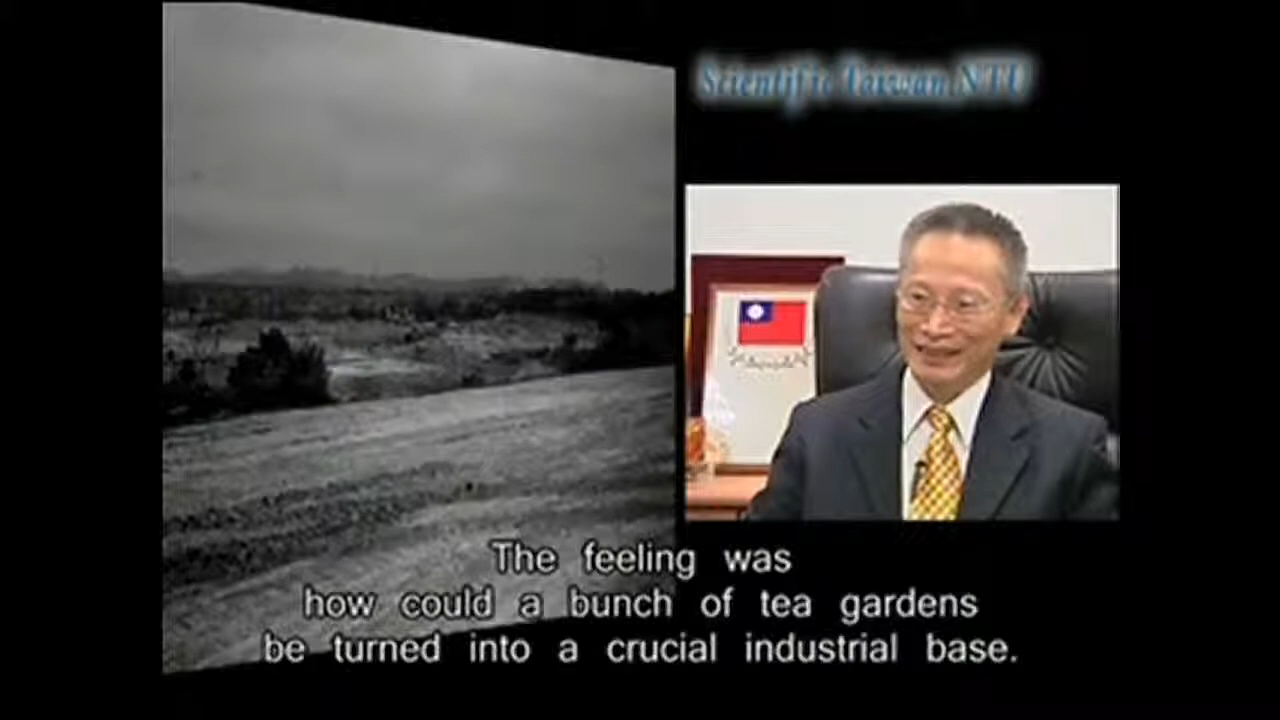 Scientific Taiwan, NTU
The feeling was
how could a bunch of tea gardens
be turned into a crucial industrial base.